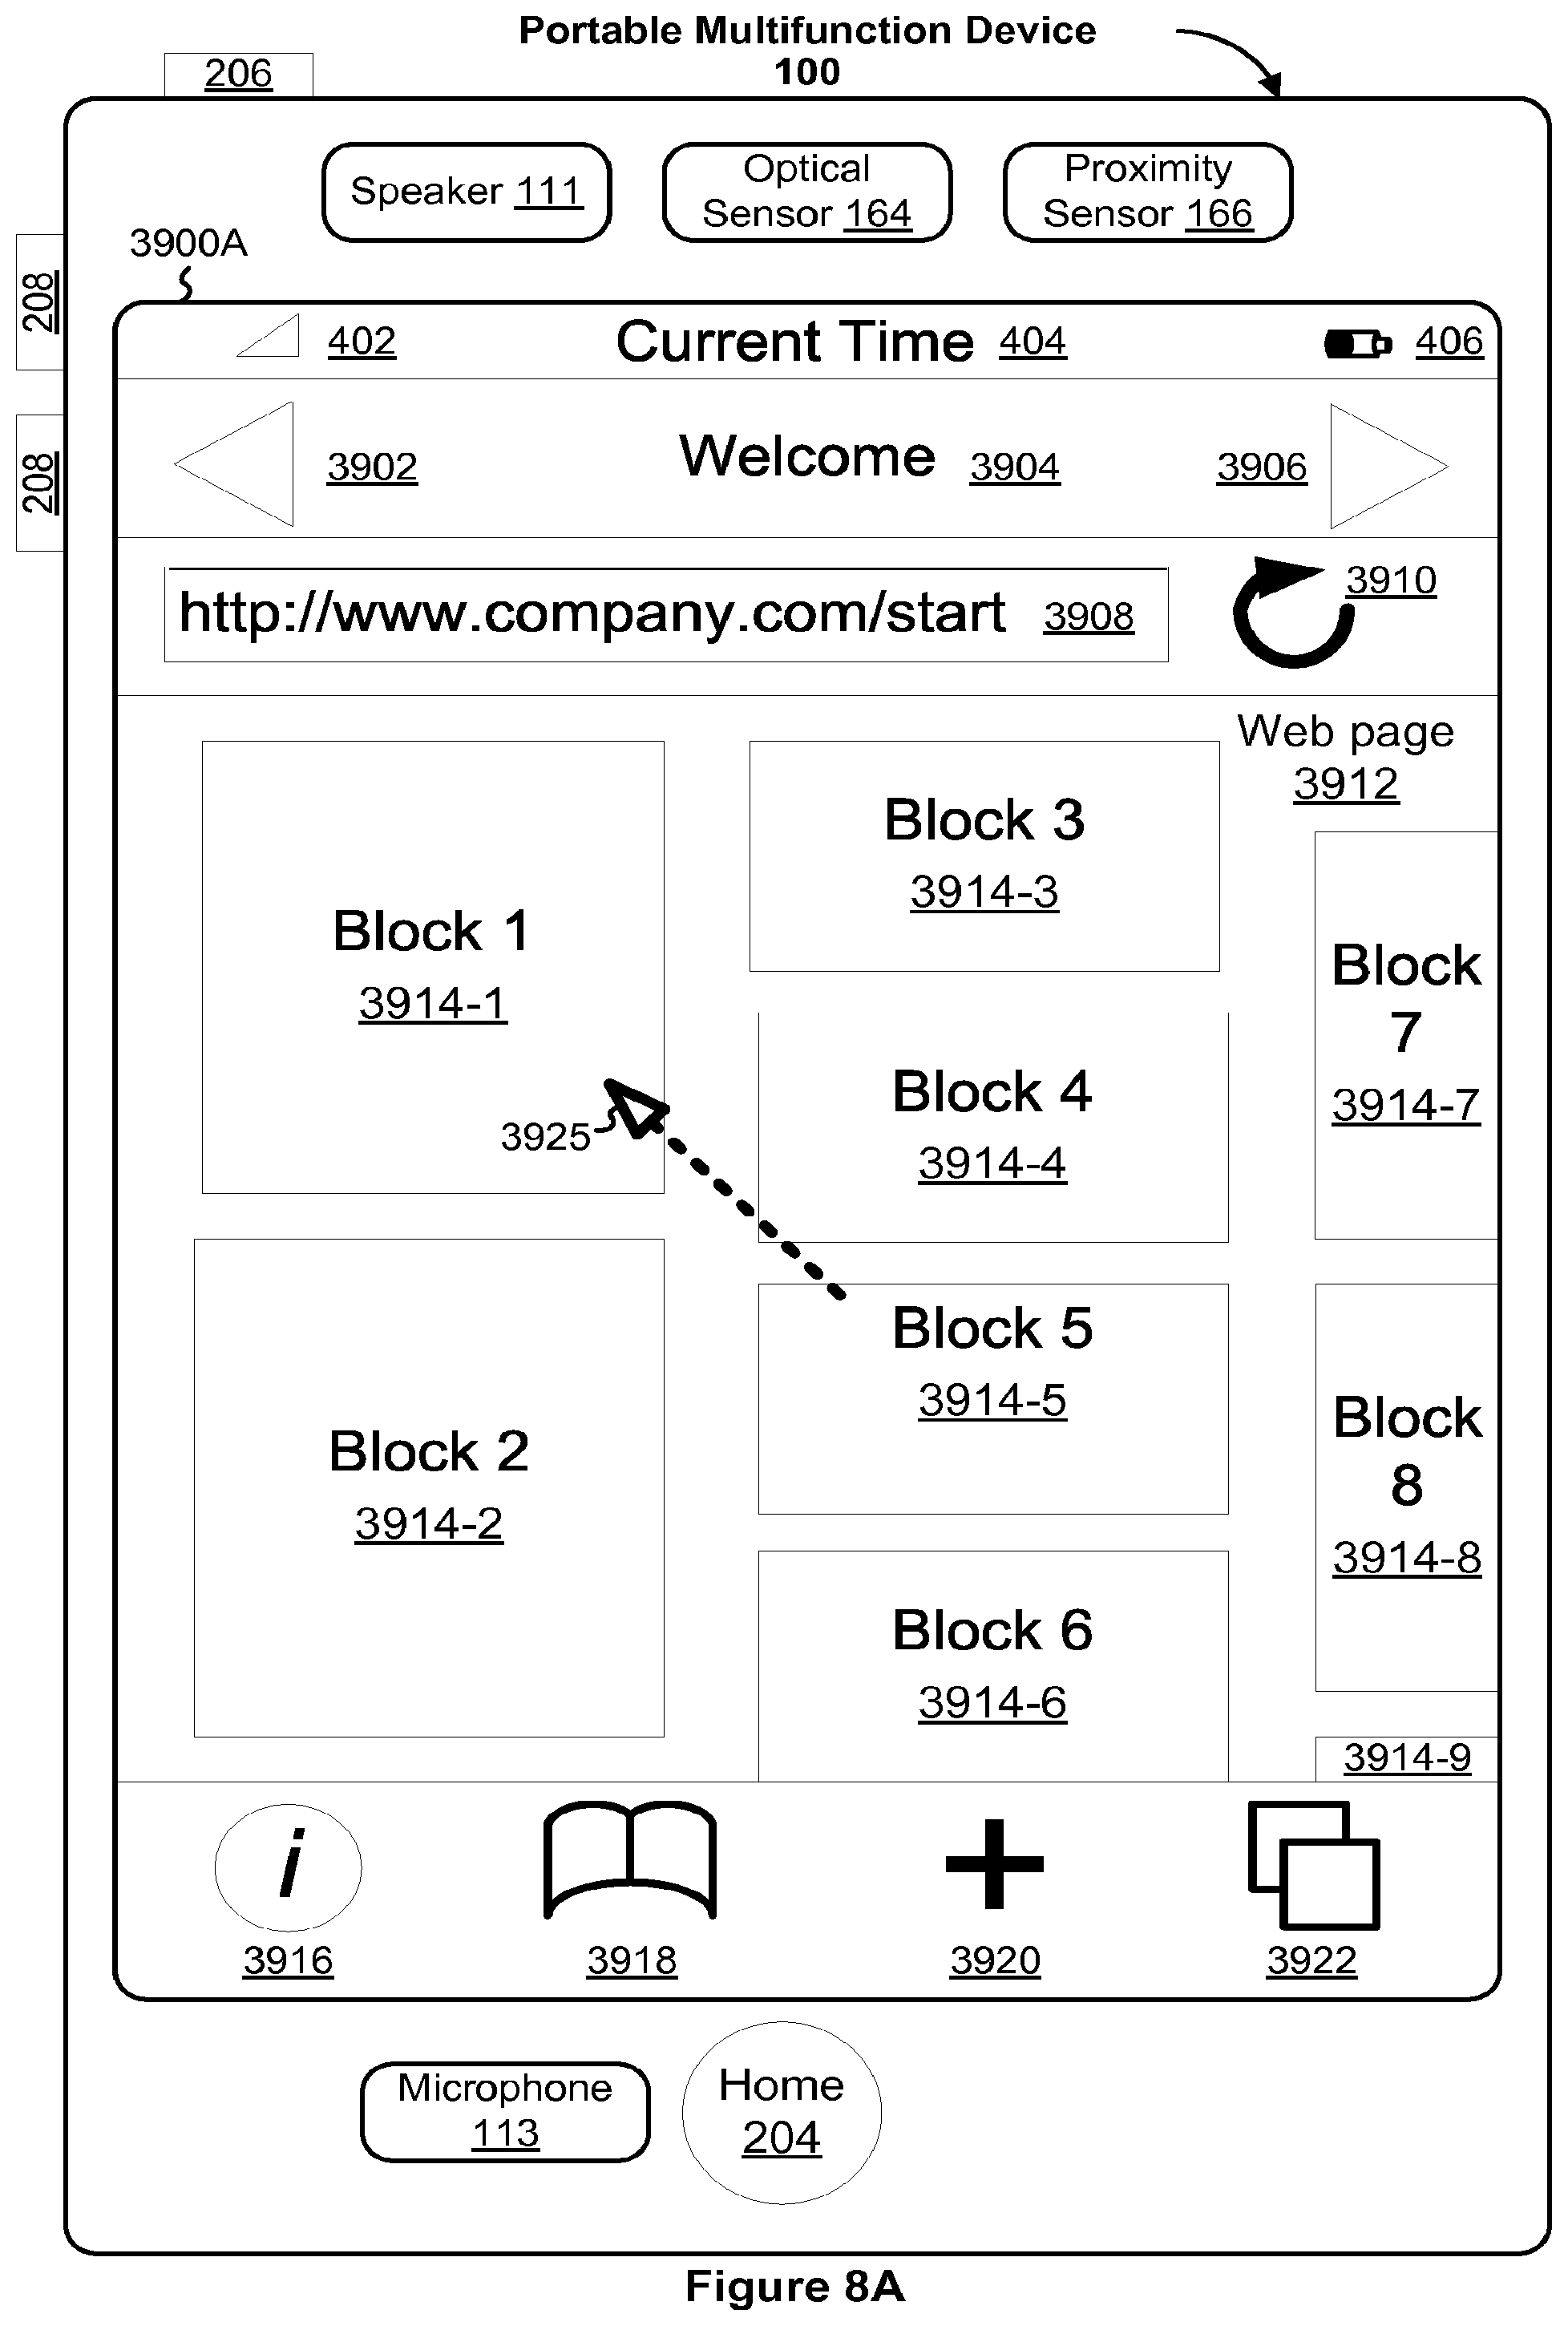 Portable Multifunction Device
100
206
Speaker 111
Optical
Sensor 164
Proximity
Sensor 166
3900A
208
208
402
Current Time 404
406
3902
Welcome 3904
3906
http://www.company.com/start 3908
3910
Web page
3912
Block 1
3914-1
Block 3
3914-3
Block 7
3914-7
Block 4
3914-4
3925
Block 5
3914-5
Block 2
3914-2
Block 8
3914-8
Block 6
3914-6
3914-9
i
3916
3918
3920
3922
Microphone
113
Home
204
Figure 8A